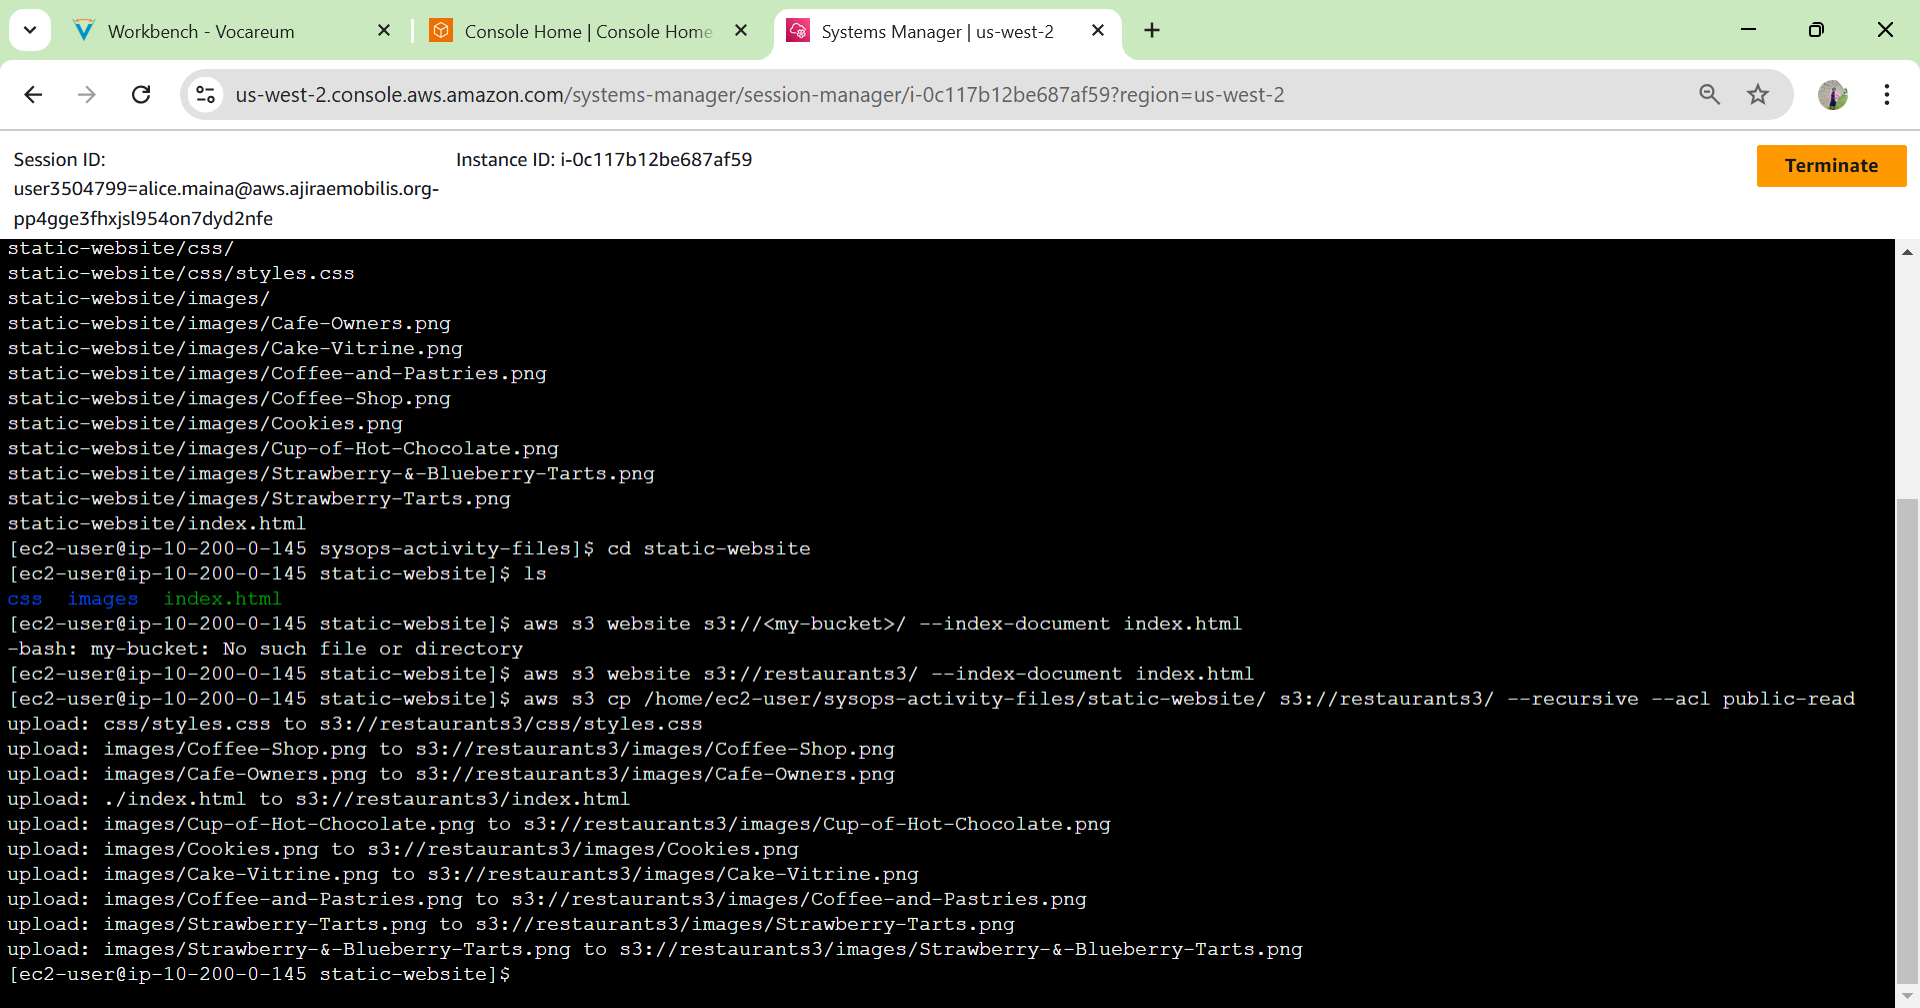 Workbench - Vocareum
Console Home | Console Home
Systems Manager | us-west-2
us-west-2.console.aws.amazon.com/systems-manager/session-manager/i-0c117b12be687af59?region=us-west-2
Session ID:
user3504799=alice.maina@aws.ajiraemobilis.org-
pp4gge3fhxjsl954on7dyd2nfe
Instance ID: i-0c117b12be687af59
Terminate
static-website/css/
static-website/css/styles.css
static-website/images/
static-website/images/Cafe-Owners.png
static-website/images/Cake-Vitrine.png
static-website/images/Coffee-and-Pastries.png
static-website/images/Coffee-Shop.png
static-website/images/Cookies.png
static-website/images/Cup-of-Hot-Chocolate.png
static-website/images/Strawberry-&-Blueberry-Tarts.png
static-website/images/Strawberry-Tarts.png
static-website/index.html
[ec2-user@ip-10-200-0-145 sysops-activity-files]$ cd static-website
[ec2-user@ip-10-200-0-145 static-website]$ ls
css  images  index.html
[ec2-user@ip-10-200-0-145 static-website]$ aws s3 website s3://<my-bucket>/ --index-document index.html
-bash: my-bucket: No such file or directory
[ec2-user@ip-10-200-0-145 static-website]$ aws s3 website s3://restaurants3/ --index-document index.html
[ec2-user@ip-10-200-0-145 static-website]$ aws s3 cp /home/ec2-user/sysops-activity-files/static-website/ s3://restaurants3/ --recursive --acl public-read
upload: css/styles.css to s3://restaurants3/css/styles.css
upload: images/Coffee-Shop.png to s3://restaurants3/images/Coffee-Shop.png
upload: images/Cafe-Owners.png to s3://restaurants3/images/Cafe-Owners.png
upload: ./index.html to s3://restaurants3/index.html
upload: images/Cup-of-Hot-Chocolate.png to s3://restaurants3/images/Cup-of-Hot-Chocolate.png
upload: images/Cookies.png to s3://restaurants3/images/Cookies.png
upload: images/Cake-Vitrine.png to s3://restaurants3/images/Cake-Vitrine.png
upload: images/Coffee-and-Pastries.png to s3://restaurants3/images/Coffee-and-Pastries.png
upload: images/Strawberry-Tarts.png to s3://restaurants3/images/Strawberry-Tarts.png
upload: images/Strawberry-&-Blueberry-Tarts.png to s3://restaurants3/images/Strawberry-&-Blueberry-Tarts.png
[ec2-user@ip-10-200-0-145 static-website]$